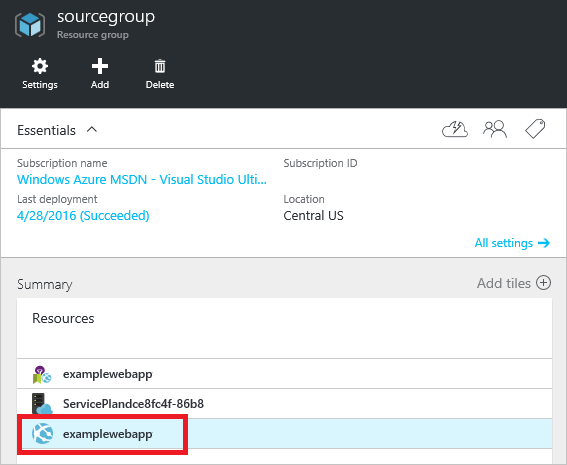 sourcegroup
Resource group
Settings
Add
Delete
Essentials
Subscription name
Subscription ID
Windows Azure MSDN - Visual Studio Ulti...
Last deployment
Location
4/28/2016 (Succeeded)
Central US
All settings
Summary
Add tiles
Resources
examplewebapp
ServicePlandce8fc4f-86b8
examplewebapp